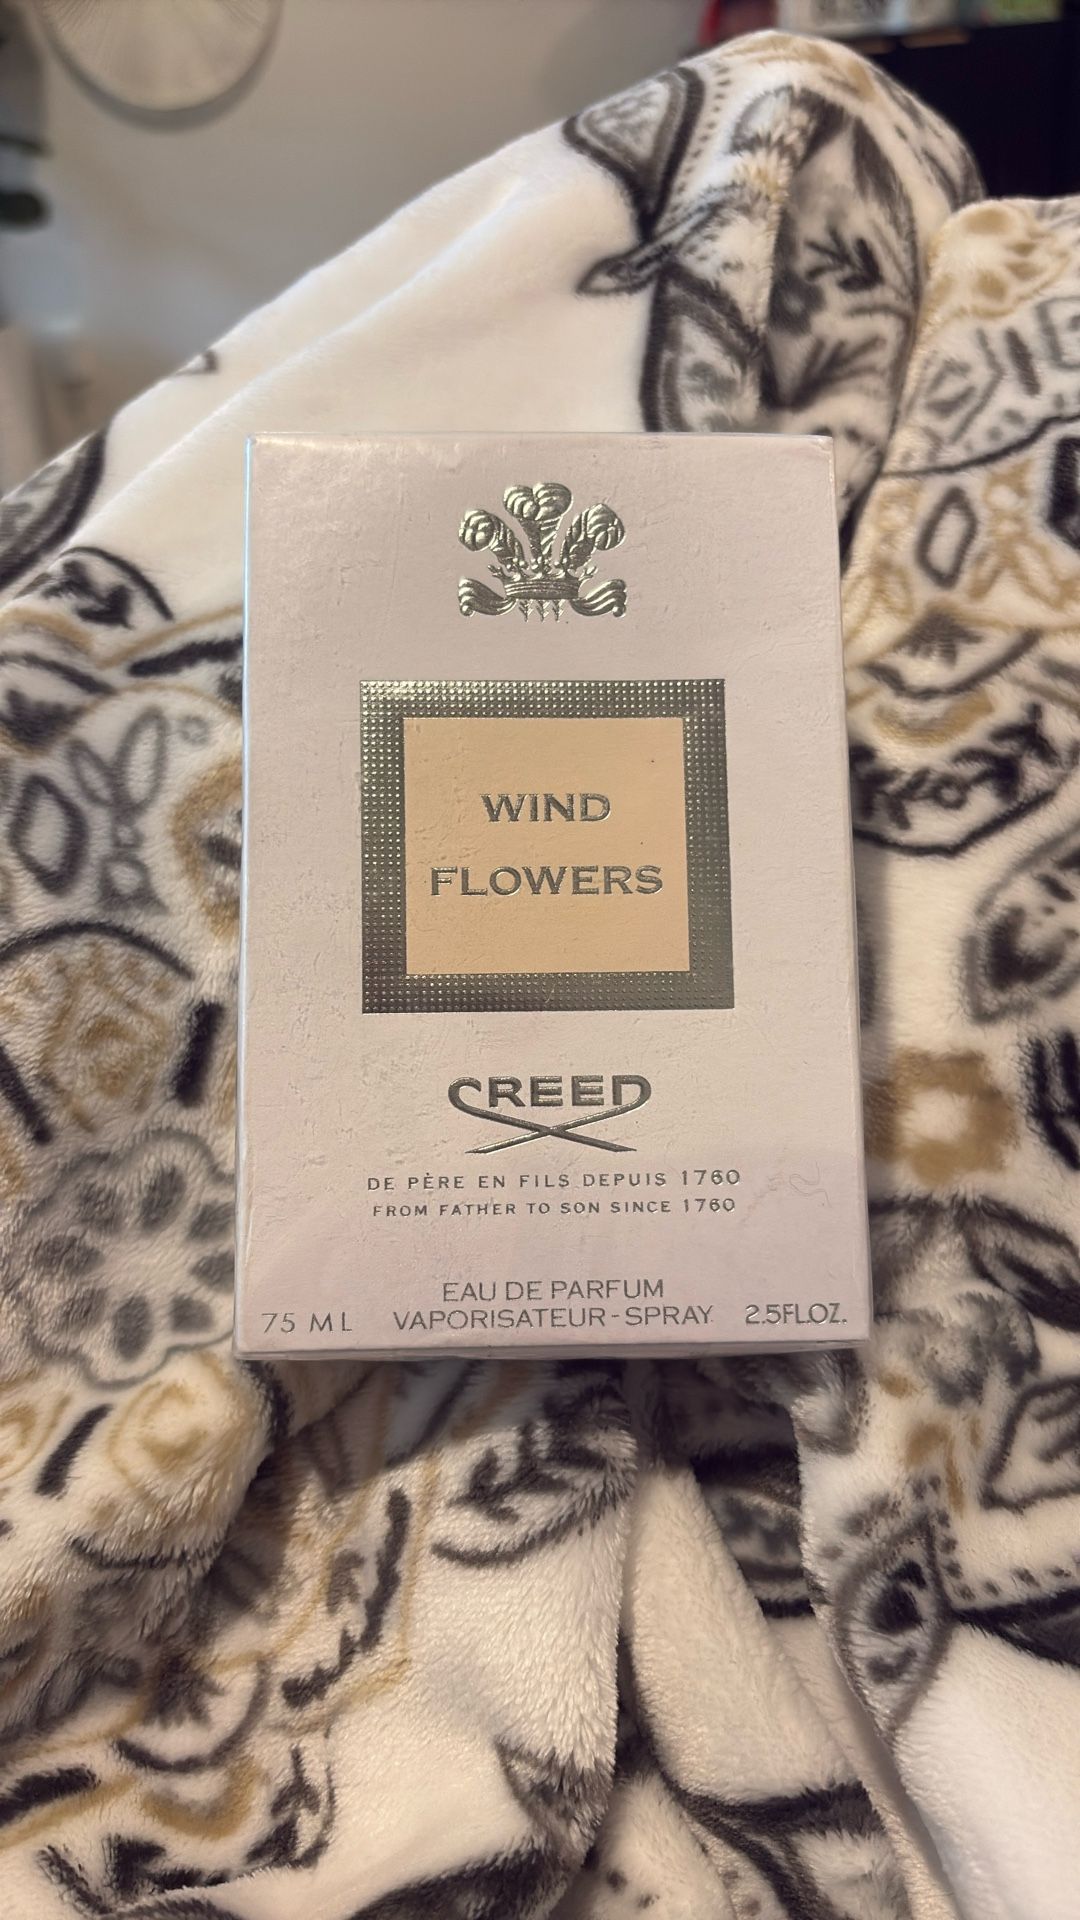 WIND
FLOWERS
CREED
DE PÈRE EN FILS DEPUIS 1760
FROM FATHER TO SON SINCE 1760
EAU DE PARFUM
75 ML VAPORISATEUR-SPRAY 2.5FL.OZ.